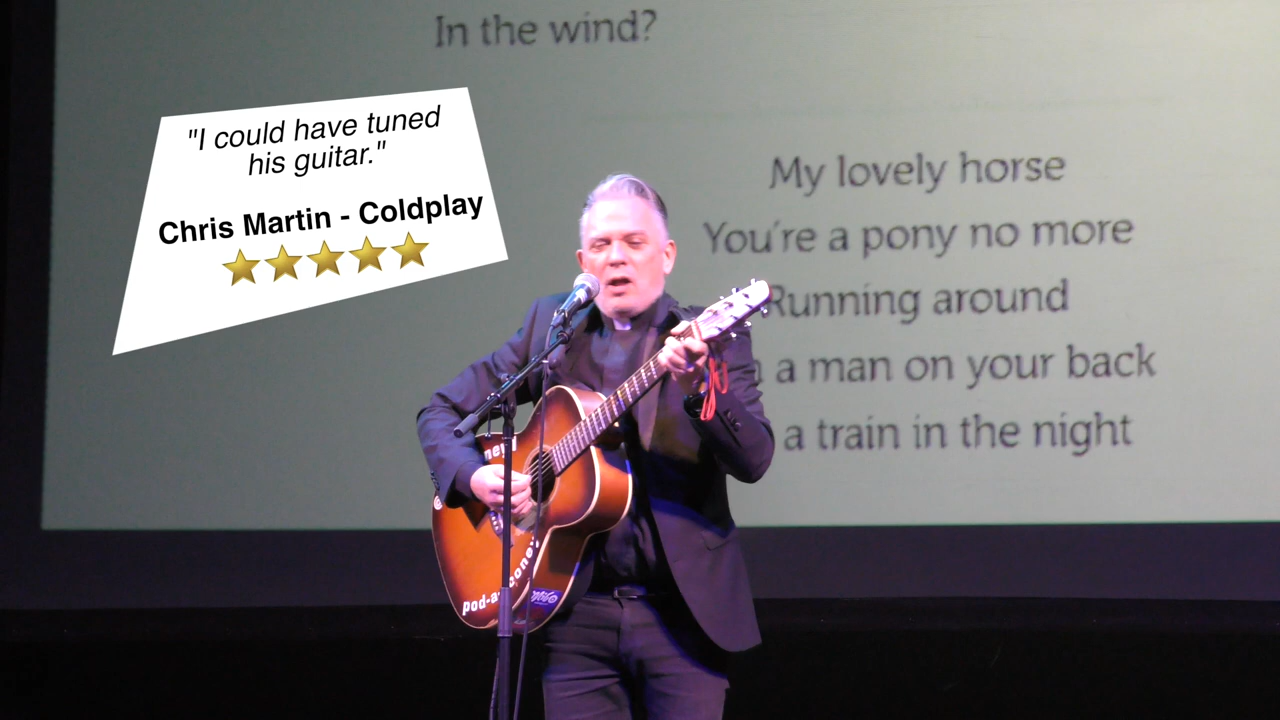 In the wind?
"I could have tuned
his guitar."
Chris Martin - Coldplay
My lovely horse
You're a pony no more
Running around
a man on your back
a train in the night